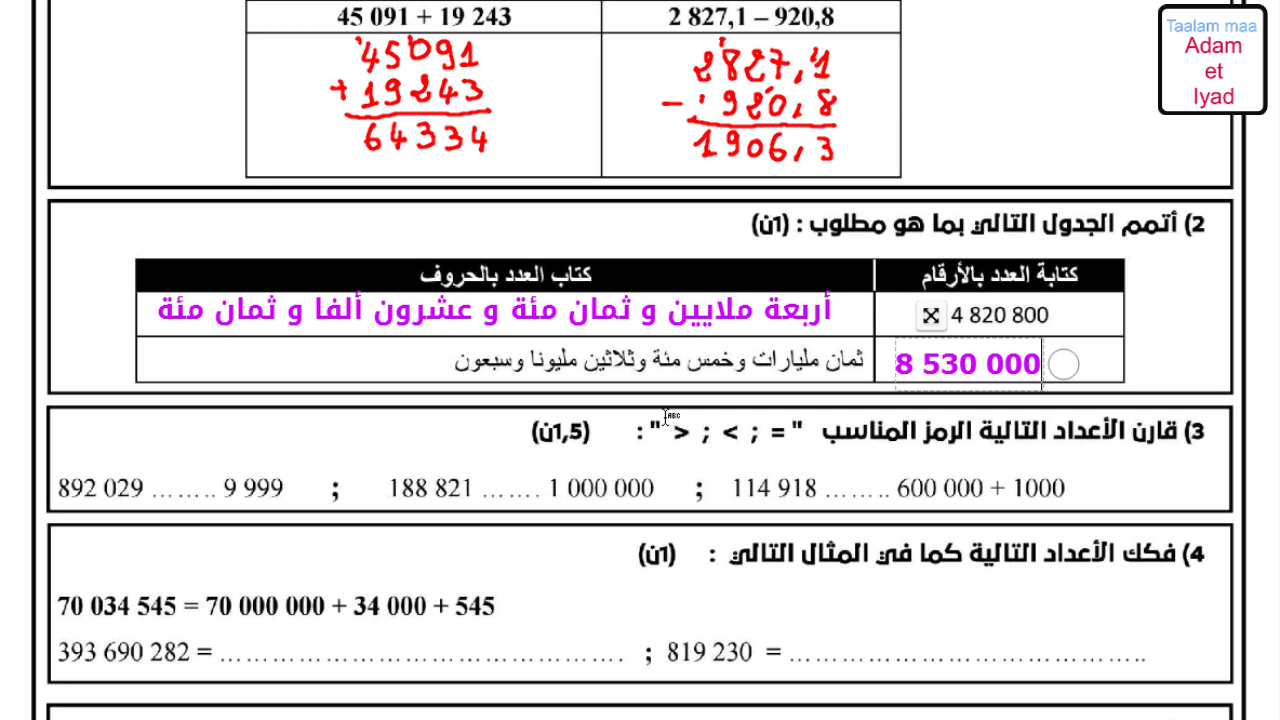 45 091 + 19 243
2 827,1 – 920,8
45091
+ 19243
64334
2827,1
- 920,8
1906,3
Taalam maa
Adam
et
Iyad
2) أتمم الجدول التالي بما هو مطلوب : (1ن)
كتابة العدد بالأرقام
كتاب العدد بالحروف
4 820 800
أربعة ملايين و ثمان مئة و عشرون ألفا و ثمان مئة
8 530 000
ثمان مليارات وخمس مئة وثلاثين مليونا وسبعون
3) قارن الأعداد التالية الرمز المناسب " = ; < ; > " : (1,5ن)
892 029 …….. 9 999 ; 188 821 ……. 1 000 000 ; 114 918 …….. 600 000 + 1000
4) فكك الأعداد التالية كما في المثال التالي : (1ن)
70 034 545 = 70 000 000 + 34 000 + 545
393 690 282 = ………………………………………. ; 819 230 = …………………………………..